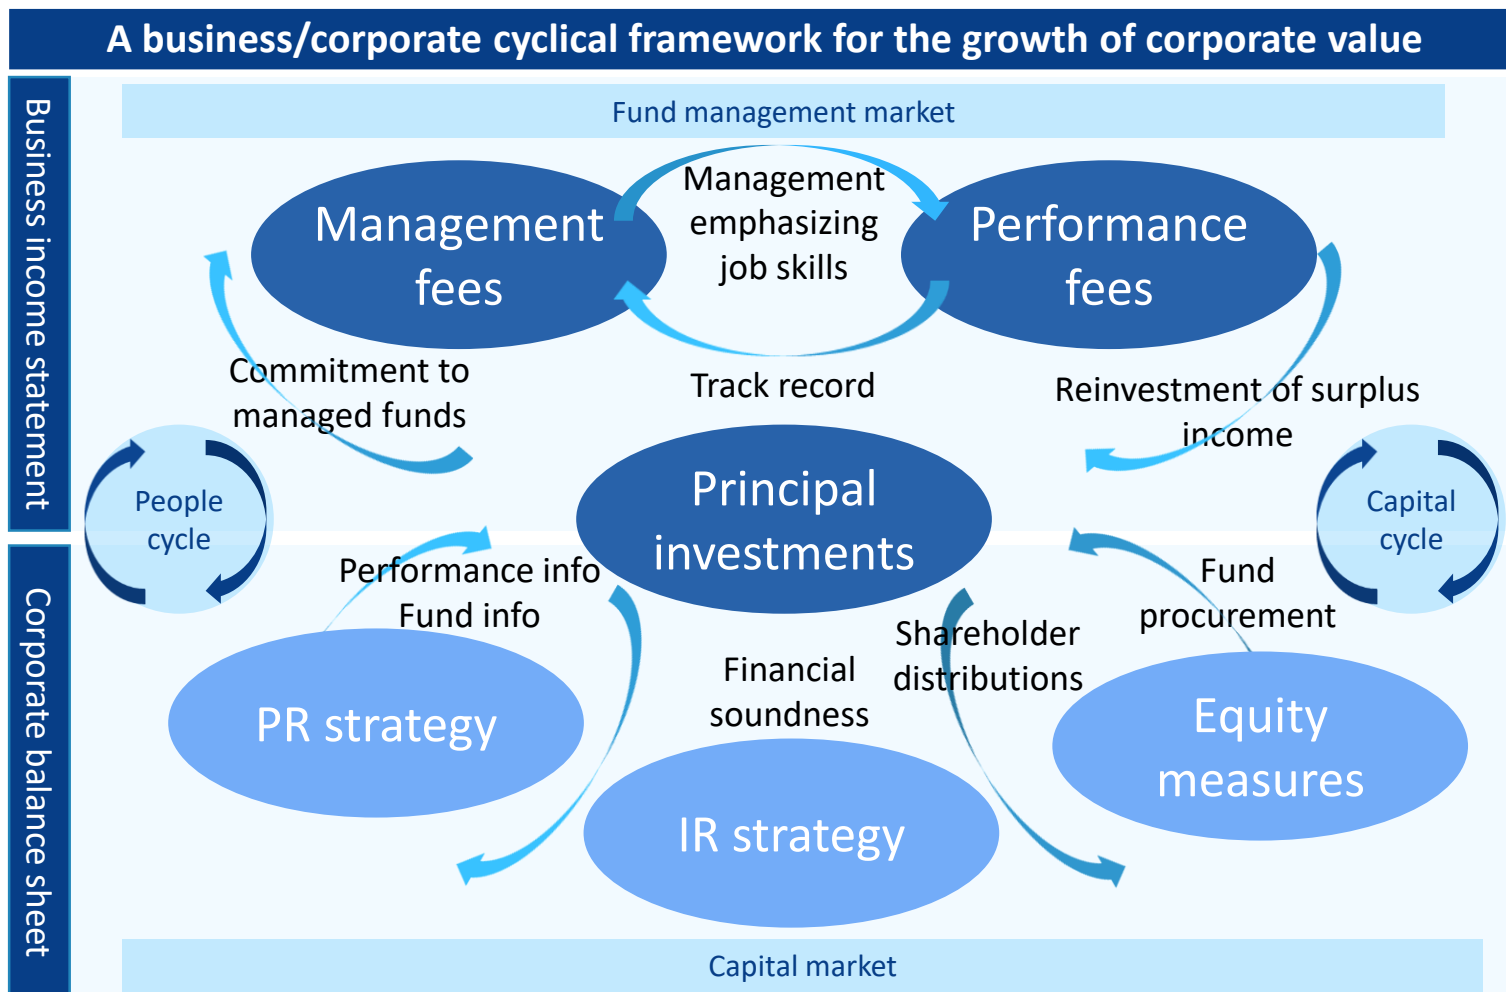 A business/corporate cyclical framework for the growth of corporate value
Business income statement
Fund management market
Management
fees
Management
emphasizing
job skills
Performance
fees
Commitment to
managed funds
Track record
Reinvestment of surplus
income
People
cycle
Principal
investments
Capital
cycle
Corporate balance sheet
Performance info
Fund info
Fund
procurement
Shareholder
distributions
Financial
soundness
PR strategy
IR strategy
Equity
measures
Capital market